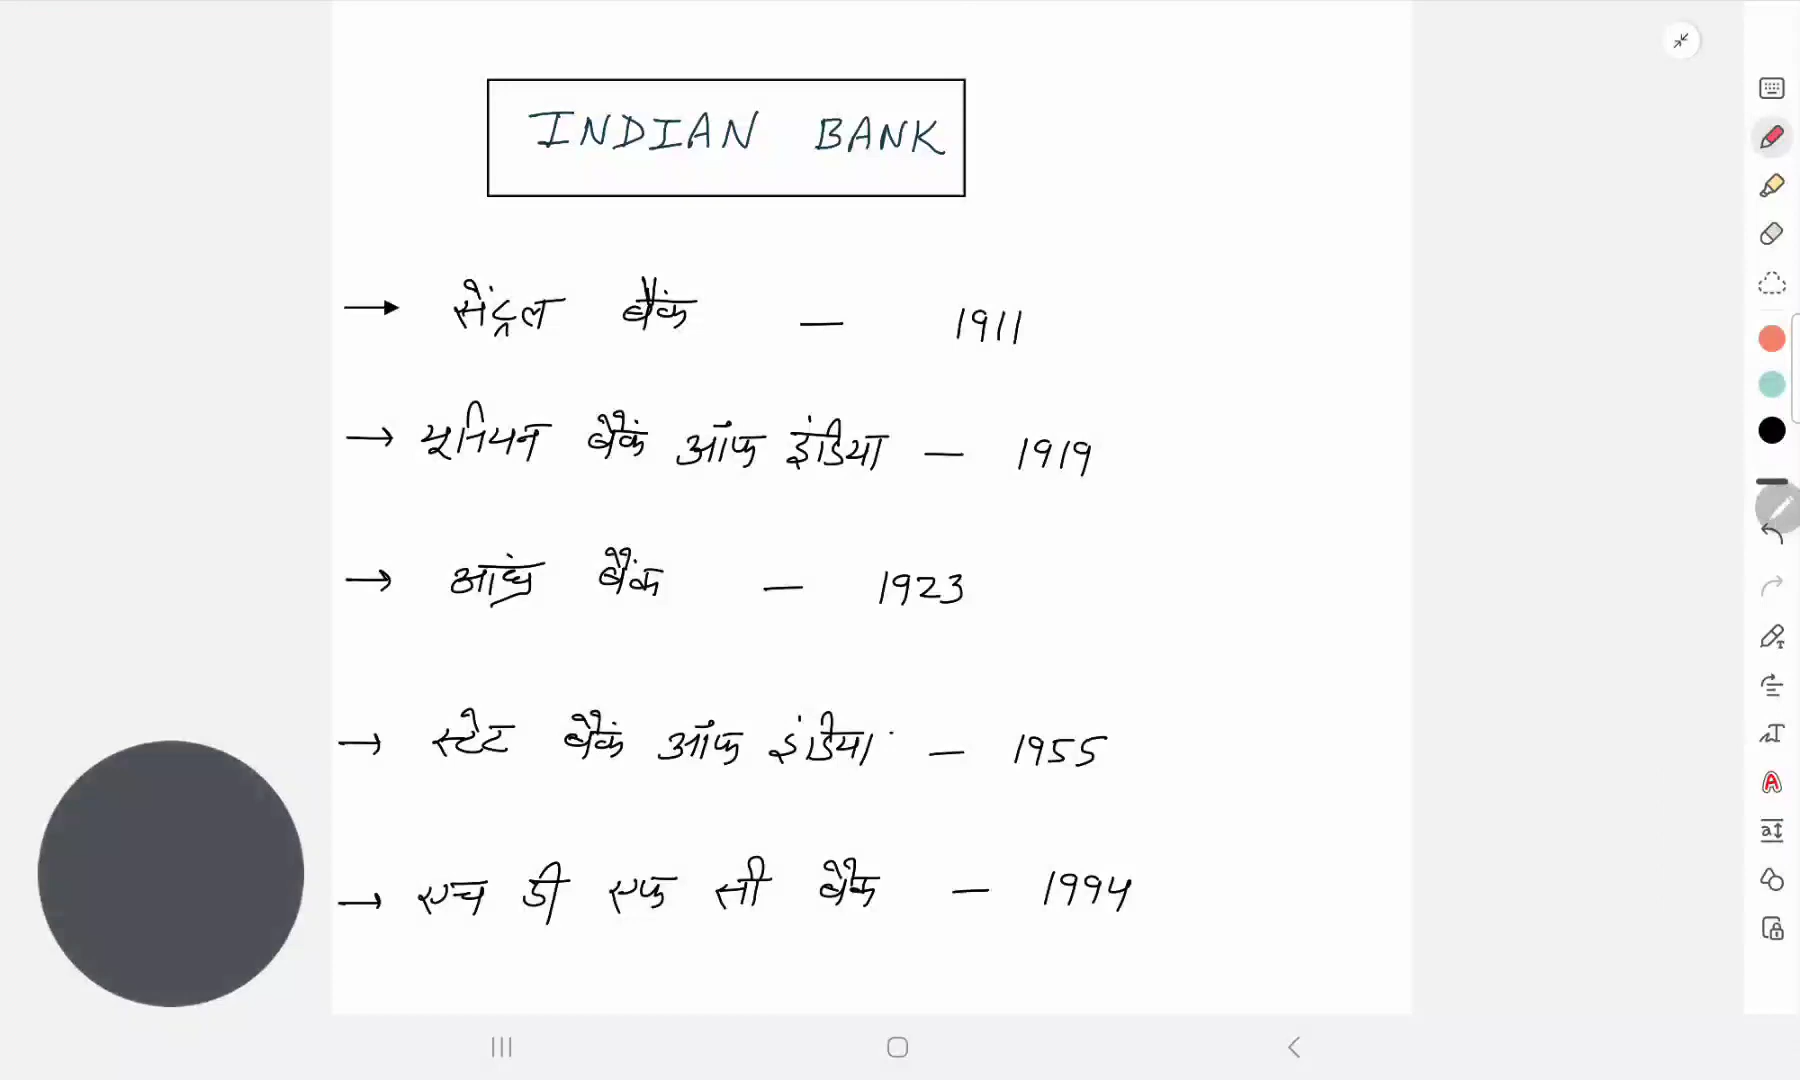 INDIAN BANK
→ सेंट्रल बैंक — 1911
→ यूनियन बैंक ऑफ इंडिया — 1919
→ आंध्र बैंक — 1923
→ स्टेट बैंक ऑफ इंडिया — 1955
→ एच डी एफ सी बैंक — 1994